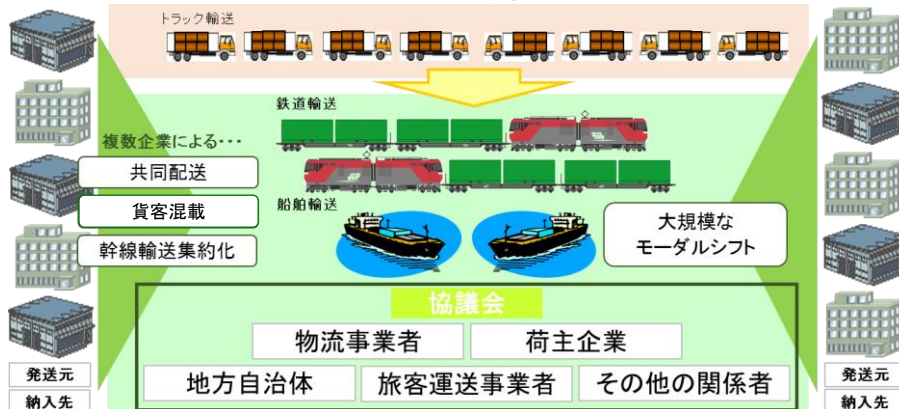 トラック輸送
鉄道輸送
複数企業による･･･
共同配送
貨客混載
幹線輸送集約化
船舶輸送
大規模な
モーダルシフト
協議会
物流事業者
荷主企業
地方自治体
旅客運送事業者
その他の関係者
発送元
納入先
発送元
納入先